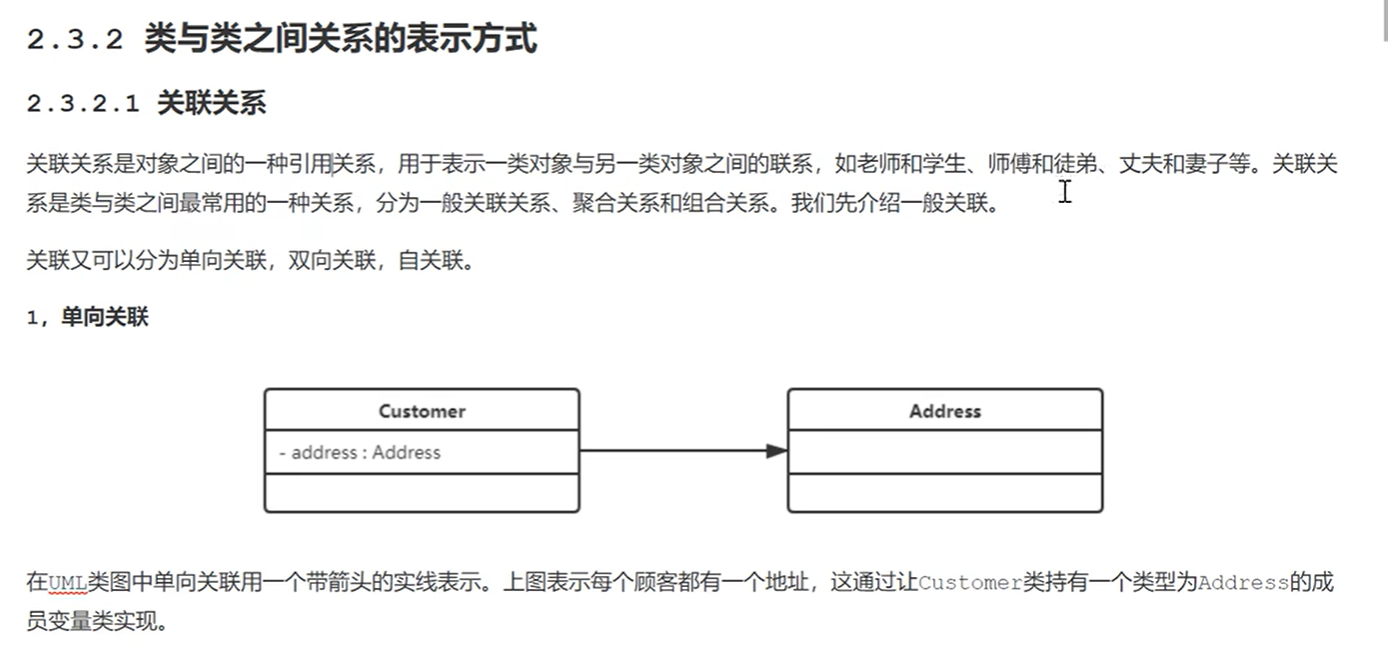 2.3.2 类与类之间关系的表示方式
2.3.2.1 关联关系
关联关系是对象之间的一种引用关系，用于表示一类对象与另一类对象之间的联系，如老师和学生、师傅和徒弟、丈夫和妻子等。关联关
系是类与类之间最常用的一种关系，分为一般关联关系、聚合关系和组合关系。我们先介绍一般关联。
关联又可以分为单向关联，双向关联，自关联。
1，单向关联
Customer
- address : Address
Address
在UML类图中单向关联用一个带箭头的实线表示。上图表示每个顾客都有一个地址，这通过让Customer类持有一个类型为Address的成
员变量类实现。